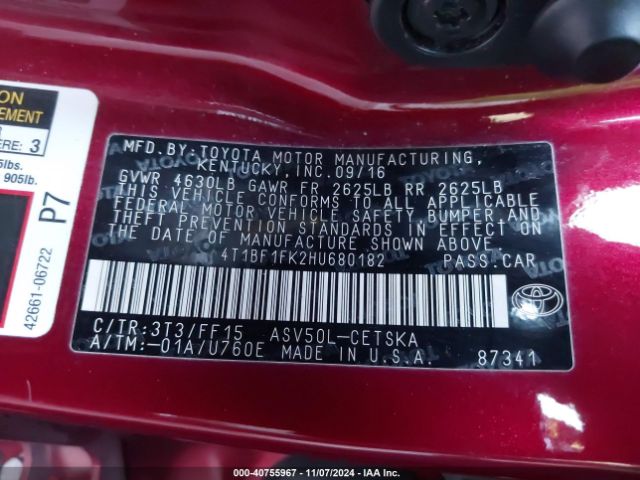 ON
EMENT
R
ERE: 3
5lbs.
905lb.
P7
42661-06722
MFD.BY:TOYOTA MOTOR MANUFACTURING,
KENTUCKY,INC.09/16
GVWR 4630LB GAWR FR 2625LB RR 2625LB
THIS VEHICLE CONFORMS TO ALL APPLICABLE
FEDERAL MOTOR VEHICLE SAFETY, BUMPER,AND
THEFT PREVENTION STANDARDS IN EFFECT ON
THE DATE OF MANUFACTURE SHOWN ABOVE.
4T1BF1FK2HU680182 PASS.CAR
C/TR:3T3/FF15 ASV50L-CETSKA
A/TM:-01A/U760E MADE IN U.S.A. 87341
000-40755967 - 11/07/2024 - IAA Inc.